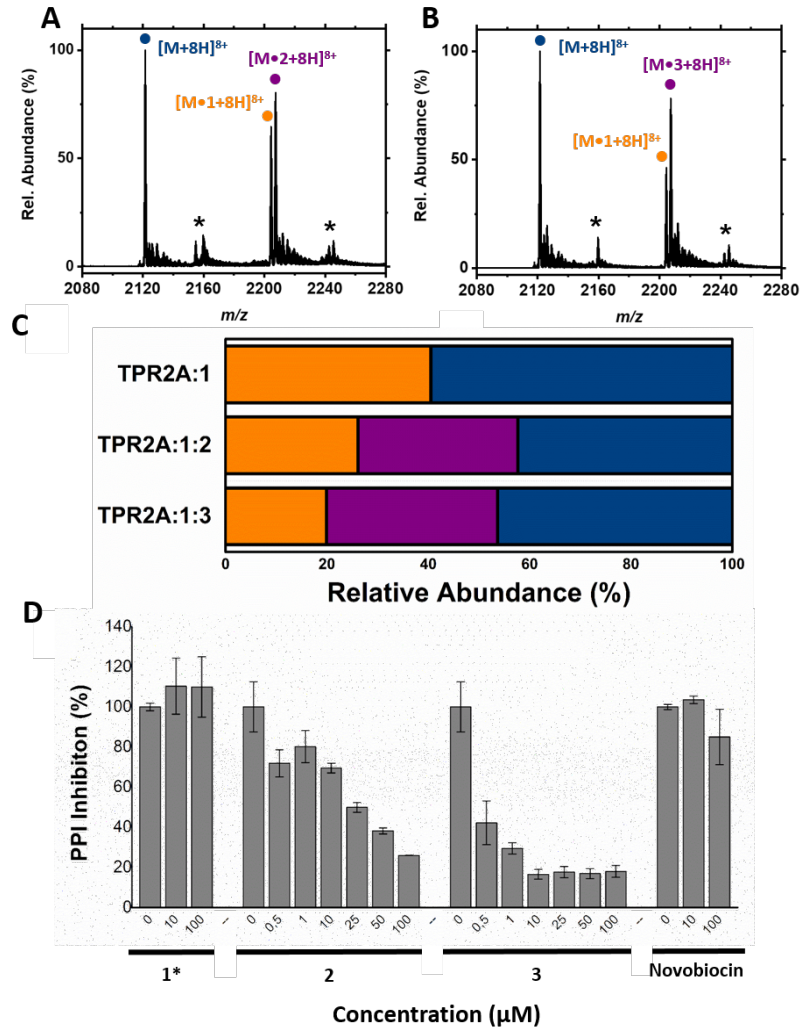 A
B
[M+8H]8+
[M•2+8H]8+
[M•1+8H]8+
*
*
Rel. Abundance (%)
100
50
0
2080 2120 2160 2200 2240 2280
m/z
[M+8H]8+
[M•3+8H]8+
[M•1+8H]8+
*
*
Rel. Abundance (%)
100
50
0
2080 2120 2160 2200 2240 2280
m/z
C
TPR2A:1
TPR2A:1:2
TPR2A:1:3
0 20 40 60 80 100
Relative Abundance (%)
D
PPI Inhibiton (%)
140
120
100
80
60
40
20
0
0 10 100 -- 0 0,5 1 10 25 50 100 -- 0 0,5 1 10 25 50 100 -- 0 10 100
1* 2 3 Novobiocin
Concentration (µM)